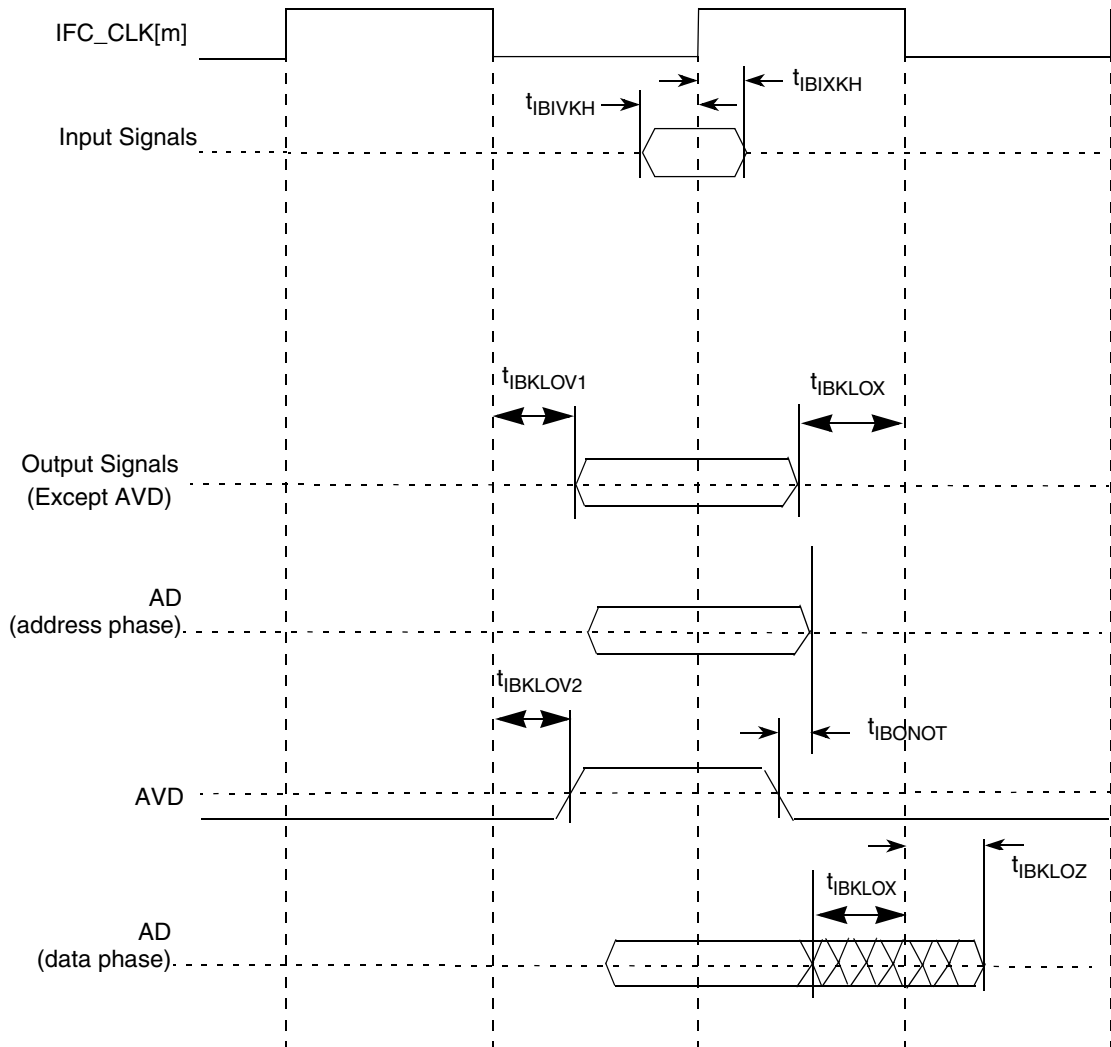 IFC_CLK[m]
tIBIXKH
tIBIVKH
Input Signals
tIBKLOV1
tIBKLOX
Output Signals
(Except AVD)
AD
(address phase)
tIBKLOV2
tIBONOT
AVD
tIBKLOZ
tIBKLOX
AD
(data phase)